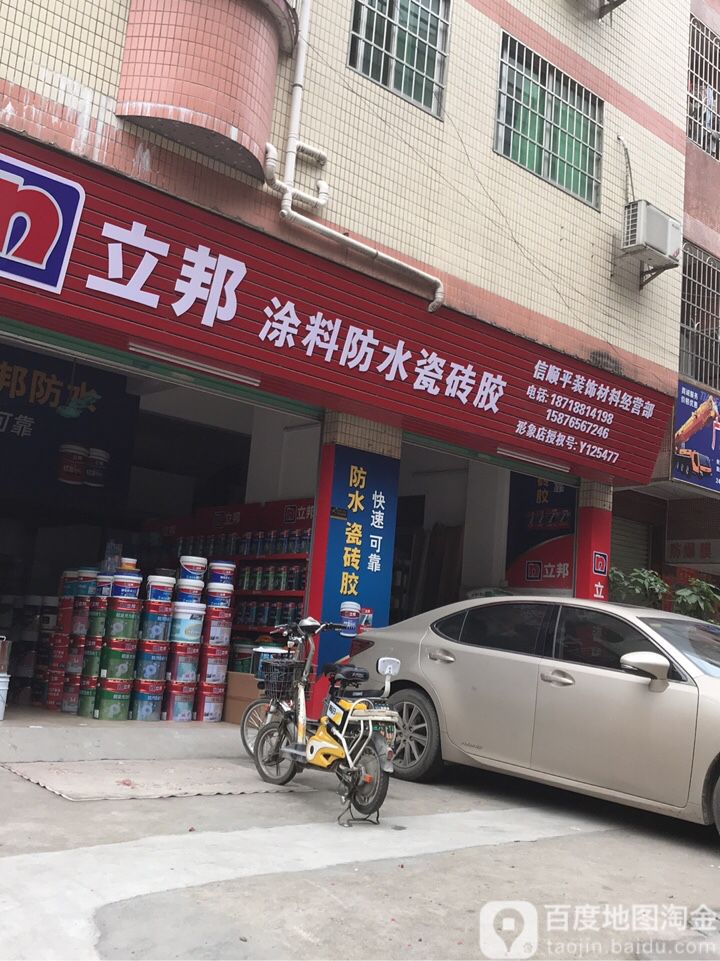 n 立邦 涂料防水瓷砖胶
信顺平装饰材料经营部
电话: 18718814198
15876567246
形象店授权号: Y125477
邦防水
可靠
防水 瓷砖胶
快速 可靠
立邦
立邦
立
百度地图淘金
taojin.baidu.com